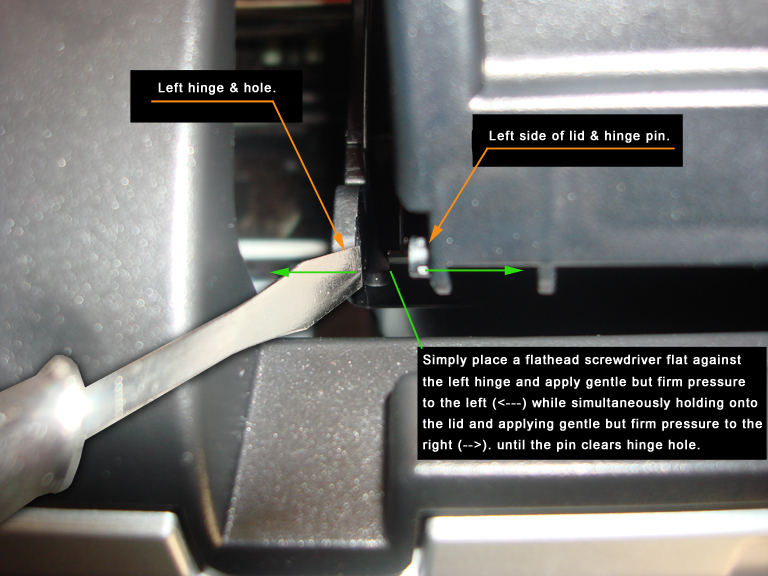 Left hinge & hole.
Left side of lid & hinge pin.
Simply place a flathead screwdriver flat against
the left hinge and apply gentle but firm pressure
to the left (<---) while simultaneously holding onto
the lid and applying gentle but firm pressure to the
right (-->). until the pin clears hinge hole.